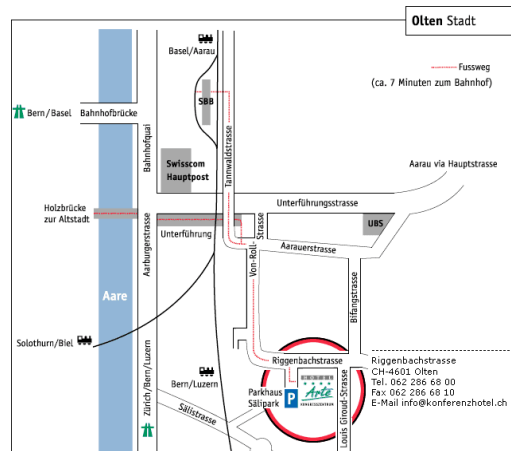 Olten Stadt
Basel/Aarau
Fussweg
(ca. 7 Minuten zum Bahnhof)
SBB
Bern/Basel
Bahnhofbrücke
Bahnhofquai
Tannwaldstrasse
Swisscom
Hauptpost
Aarau via Hauptstrasse
Unterführungsstrasse
Holzbrücke
zur Altstadt
Unterführung
Aarburgerstrasse
Von-Roll-
Strasse
UBS
Aarauerstrasse
Bifangstrasse
Aare
Solothurn/Biel
Zürich/Bern/Luzern
Bern/Luzern
Sälistrasse
Riggenbachstrasse
Parkhaus
Sälipark
P
Arte
KONFERENZZENTRUM
Louis Giroud-Strasse
Riggenbachstrasse
CH-4601 Olten
Tel. 062 286 68 00
Fax 062 286 68 10
E-Mail info@konferenzhotel.ch